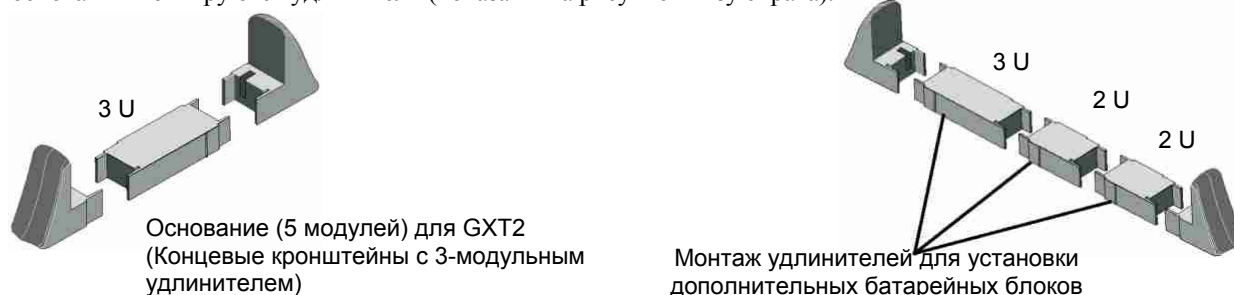 3 U
Основание (5 модулей) для GXT2
(Концевые кронштейны с 3-модульным
удлинителем)
3 U
2 U
2 U
Монтаж удлинителей для установки
дополнительных батарейных блоков